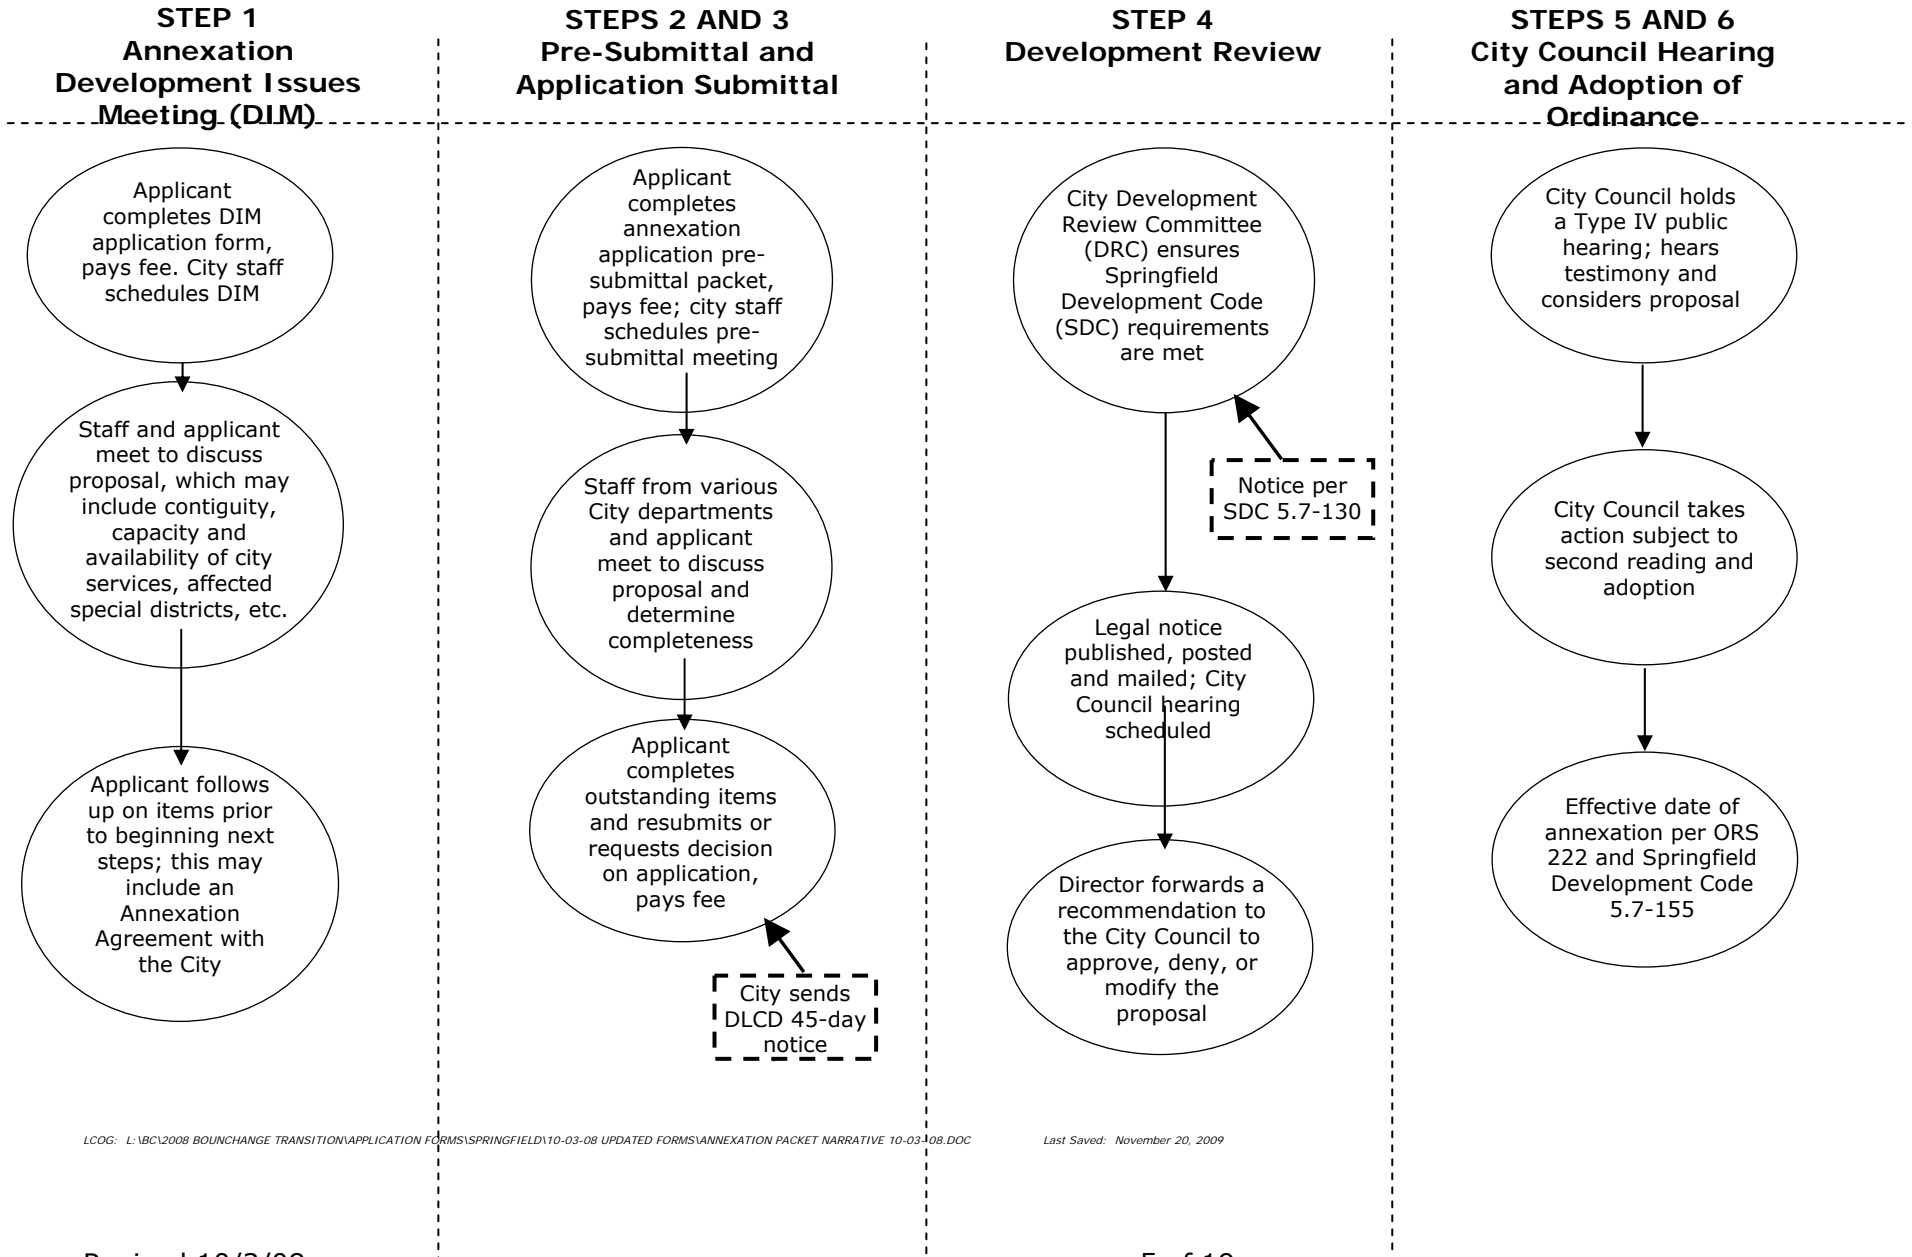 STEP 1
Annexation
Development Issues
Meeting (DIM)
Applicant
completes DIM
application form,
pays fee. City staff
schedules DIM
Staff and applicant
meet to discuss
proposal, which may
include contiguity,
capacity and
availability of city
services, affected
special districts, etc.
Applicant follows
up on items prior
to beginning next
steps; this may
include an
Annexation
Agreement with
the City
STEPS 2 AND 3
Pre-Submittal and
Application Submittal
Applicant
completes
annexation
application pre-
submittal packet,
pays fee; city staff
schedules pre-
submittal meeting
Staff from various
City departments
and applicant
meet to discuss
proposal and
determine
completeness
Applicant
completes
outstanding items
and resubmits or
requests decision
on application,
pays fee
City sends
DLCD 45-day
notice
STEP 4
Development Review
City Development
Review Committee
(DRC) ensures
Springfield
Development Code
(SDC) requirements
are met
Notice per
SDC 5.7-130
Legal notice
published, posted
and mailed; City
Council hearing
scheduled
Director forwards a
recommendation to
the City Council to
approve, deny, or
modify the
proposal
STEPS 5 AND 6
City Council Hearing
and Adoption of
Ordinance
City Council holds
a Type IV public
hearing; hears
testimony and
considers proposal
City Council takes
action subject to
second reading and
adoption
Effective date of
annexation per ORS
222 and Springfield
Development Code
5.7-155
LCOG: L:\BC\2008 BOUNCHANGE TRANSITION\APPLICATION FORMS\SPRINGFIELD\10-03-08 UPDATED FORMS\ANNEXATION PACKET NARRATIVE 10-03-08.DOC Last Saved: November 20, 2009